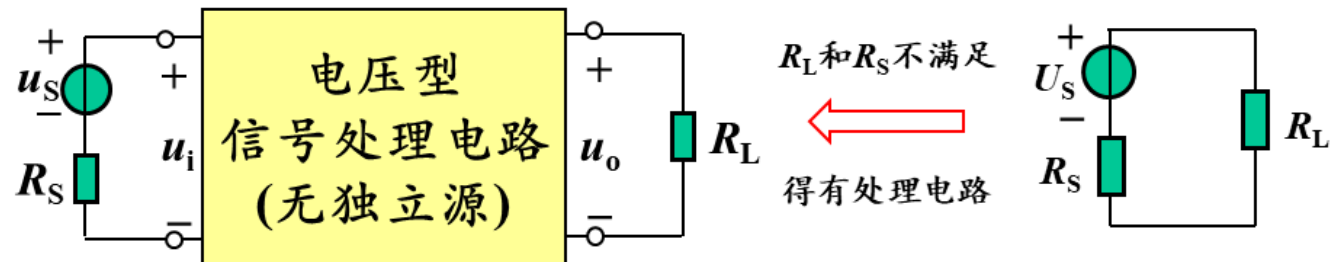 +
u_S
−
R_S
+
u_i
−
电压型
信号处理电路
(无独立源)
+
u_o
−
R_L
R_L和R_S不满足
得有处理电路
+
U_S
−
R_S
R_L